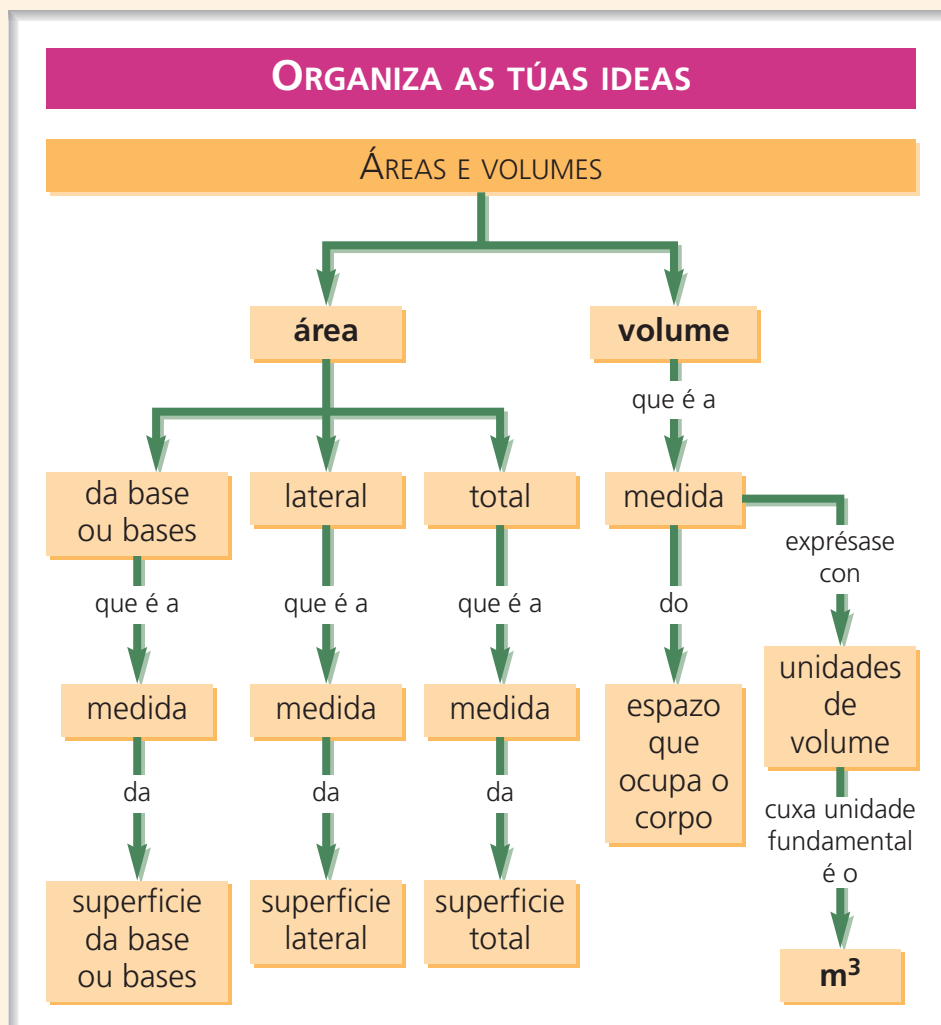 ORGANIZA AS TÚAS IDEAS
ÁREAS E VOLUMES
área
volume
que é a
da base
ou bases
lateral
total
medida
exprésase
con
que é a
que é a
que é a
do
medida
medida
medida
espazo
que
ocupa o
corpo
unidades
de
volume
da
da
da
cuxa unidade
fundamental
é o
superficie
da base
ou bases
superficie
lateral
superficie
total
m³